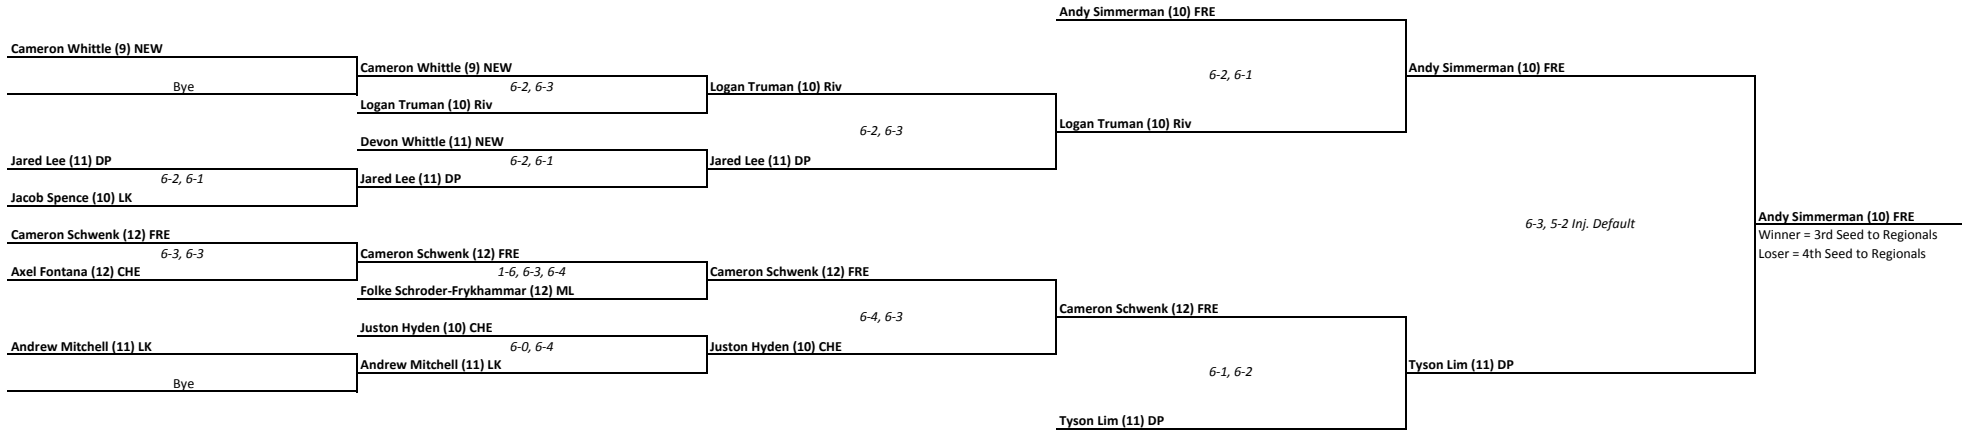 Andy Simmerman (10) FRE
Cameron Whittle (9) NEW
Cameron Whittle (9) NEW
6-2, 6-1
Andy Simmerman (10) FRE
Bye
6-2, 6-3
Logan Truman (10) Riv
Logan Truman (10) Riv
6-2, 6-3
Logan Truman (10) Riv
Devon Whittle (11) NEW
Jared Lee (11) DP
6-2, 6-1
Jared Lee (11) DP
6-2, 6-1
Jared Lee (11) DP
Jacob Spence (10) LK
6-3, 5-2 Inj. Default
Andy Simmerman (10) FRE
Winner = 3rd Seed to Regionals
Loser = 4th Seed to Regionals
Cameron Schwenk (12) FRE
6-3, 6-3
Cameron Schwenk (12) FRE
Axel Fontana (12) CHE
1-6, 6-3, 6-4
Cameron Schwenk (12) FRE
Folke Schroder-Frykhammar (12) ML
6-4, 6-3
Cameron Schwenk (12) FRE
Juston Hyden (10) CHE
Andrew Mitchell (11) LK
6-0, 6-4
Juston Hyden (10) CHE
Andrew Mitchell (11) LK
6-1, 6-2
Tyson Lim (11) DP
Bye
Tyson Lim (11) DP